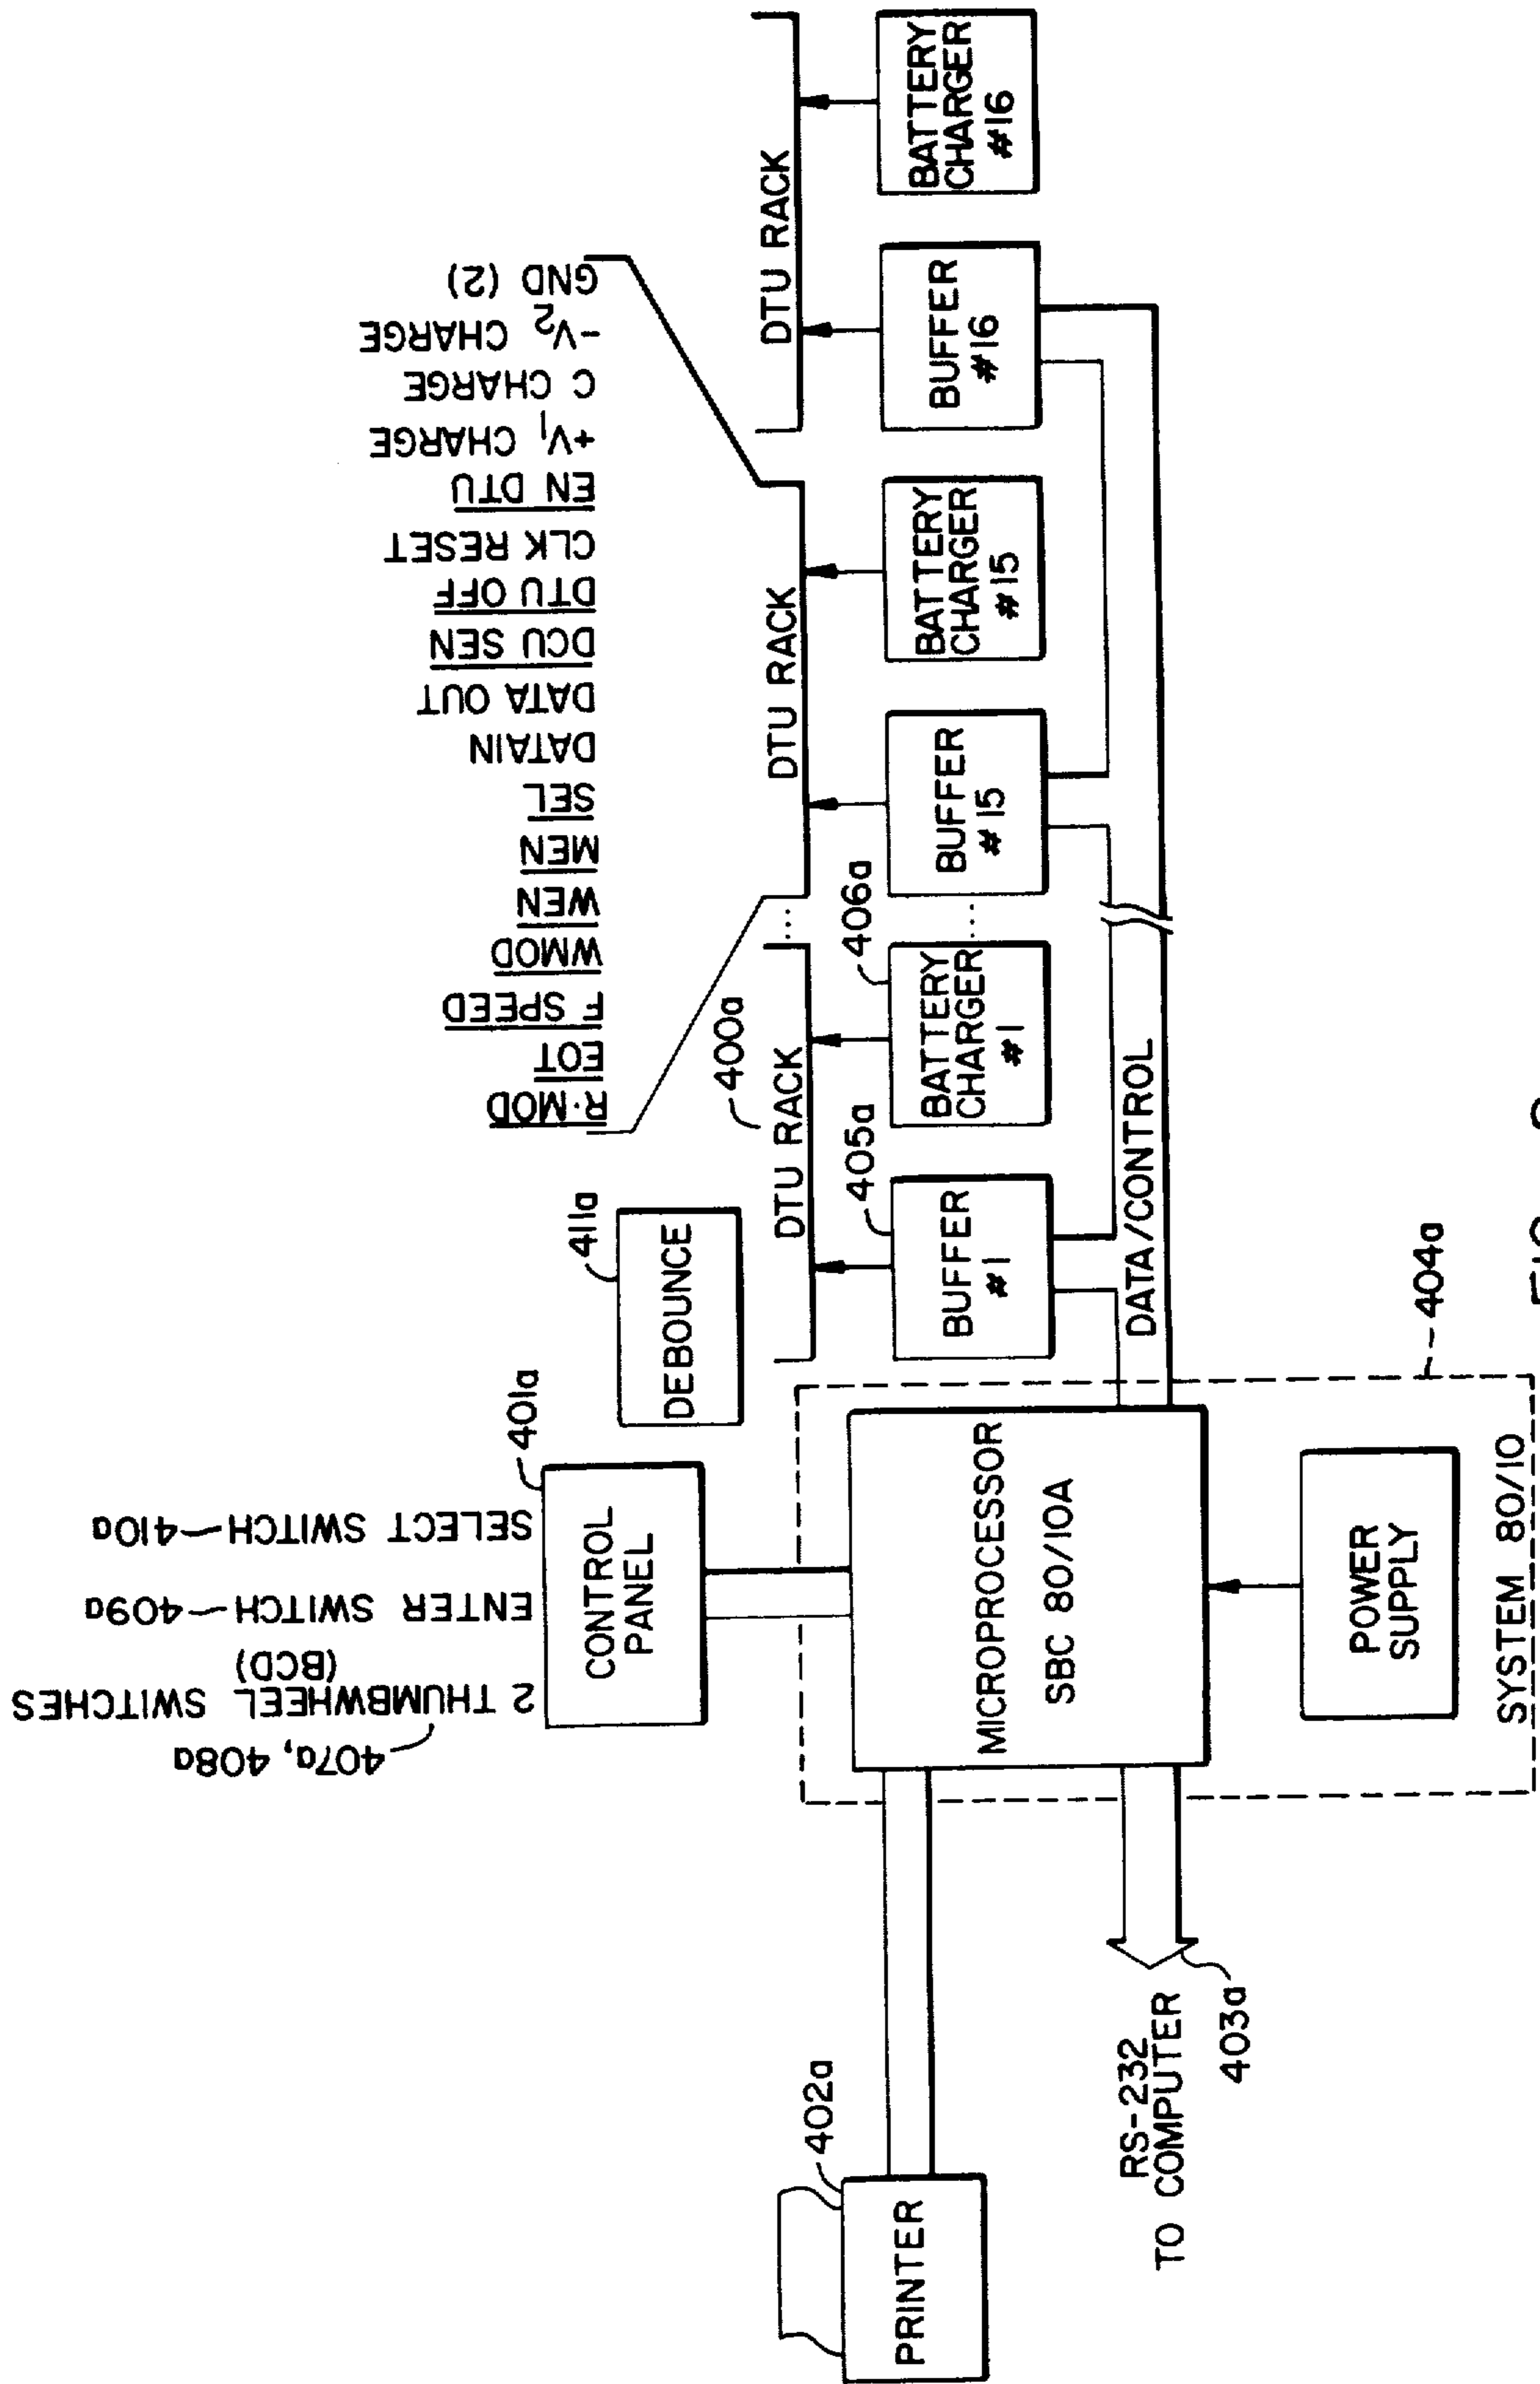 407a, 408a
2 THUMBWHEEL SWITCHES
(BCD)
ENTER SWITCH 409a
SELECT SWITCH 410a
CONTROL
PANEL
401a
DEBOUNCE
411a
R·MOD
EOT
F SPEED
WMOD
WEN
MEN
SEL
DATAIN
DATA OUT
DCU SEN
DTU OFF
CLK RESET
EN DTU
+V1 CHARGE
C CHARGE
-V2 CHARGE
GND (2)
400a
DTU RACK
...
DTU RACK
DTU RACK
BUFFER
#1
405a
BATTERY
CHARGER
#1
406a
....
BUFFER
#15
BATTERY
CHARGER
#15
BUFFER
#16
BATTERY
CHARGER
#16
DATA/CONTROL
PRINTER
402a
RS-232
TO COMPUTER
403a
MICROPROCESSOR
SBC 80/10A
POWER
SUPPLY
SYSTEM 80/10
404a